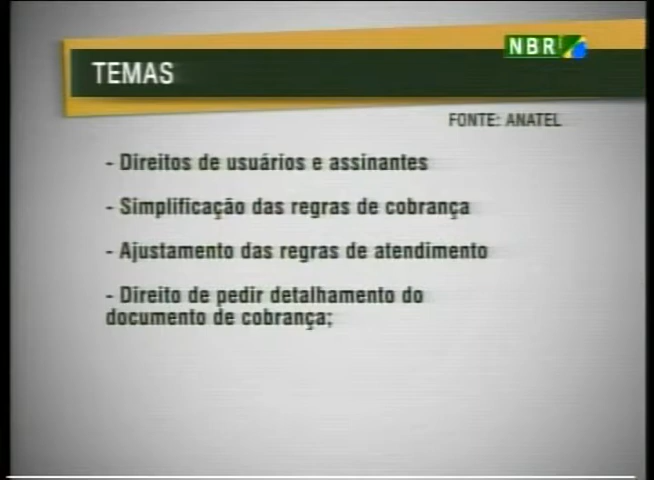 NBR
TEMAS
FONTE: ANATEL
- Direitos de usuários e assinantes
- Simplificação das regras de cobrança
- Ajustamento das regras de atendimento
- Direito de pedir detalhamento do
documento de cobrança;